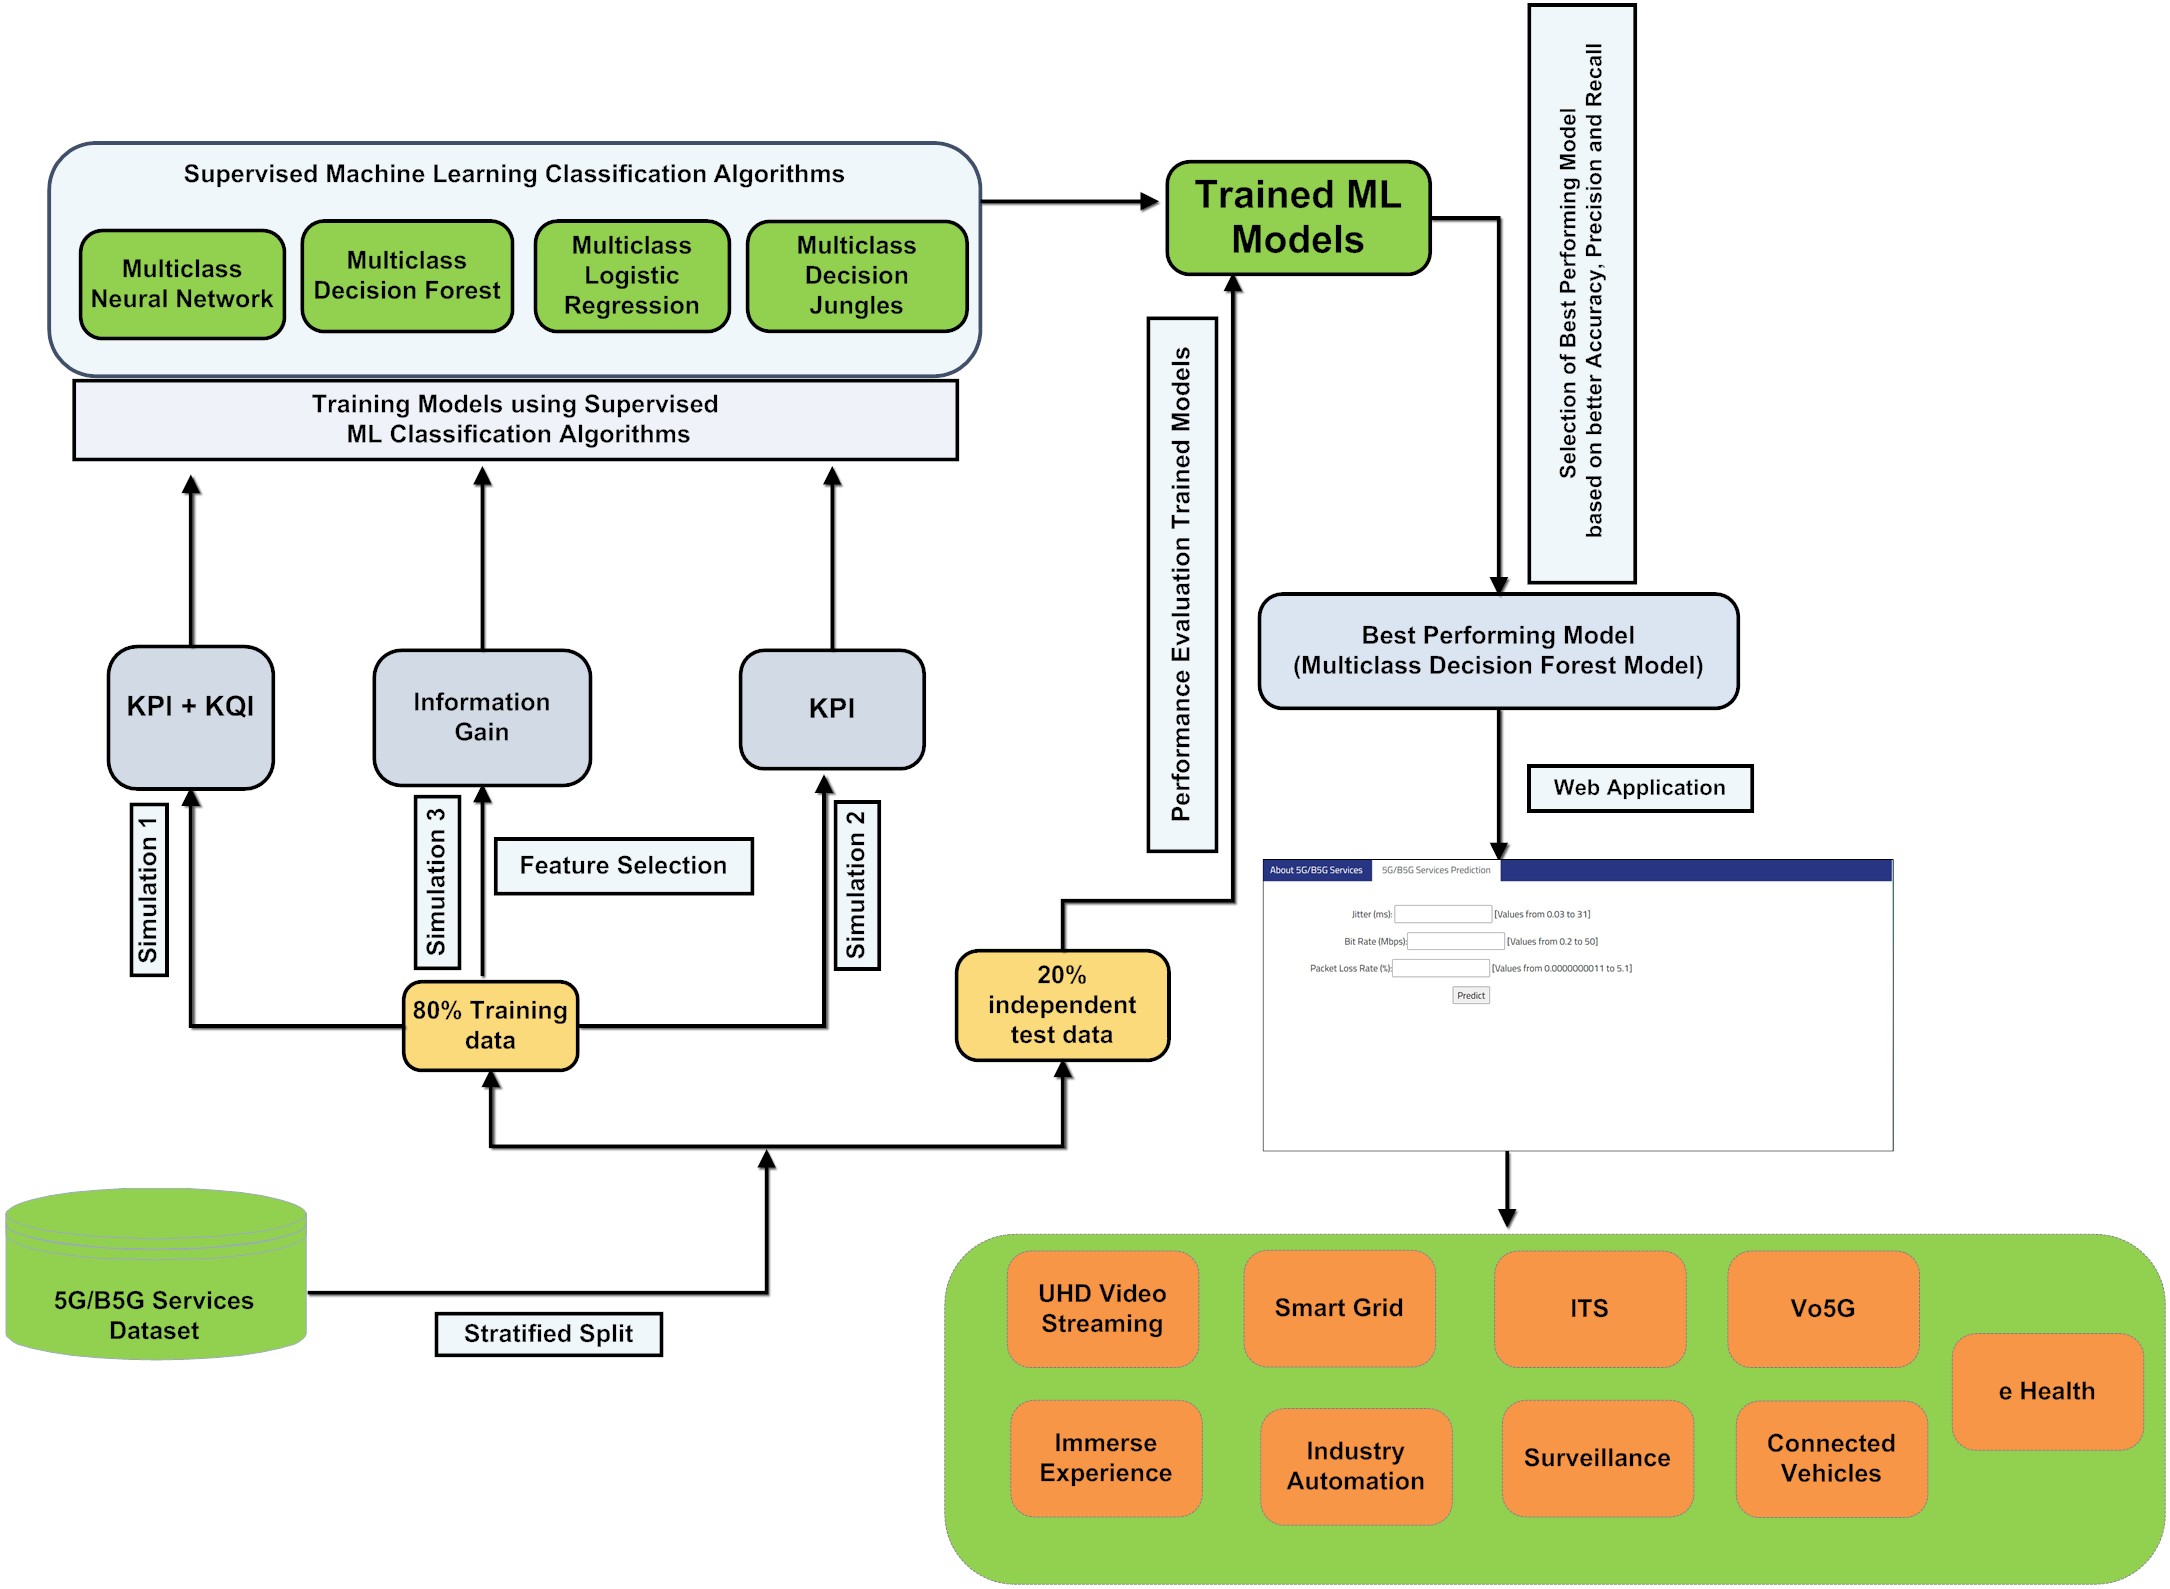 Supervised Machine Learning Classification Algorithms
Multiclass
Neural Network
Multiclass
Decision Forest
Multiclass
Logistic
Regression
Multiclass
Decision
Jungles
Training Models using Supervised
ML Classification Algorithms
Trained ML
Models
Selection of Best Performing Model
based on better Accuracy, Precision and Recall
Performance Evaluation Trained Models
Best Performing Model
(Multiclass Decision Forest Model)
Web Application
KPI + KQI
Information
Gain
KPI
Simulation 1
Simulation 3
Feature Selection
Simulation 2
80% Training
data
20%
independent
test data
About 5G/B5G Services
5G/B5G Services Prediction
Jitter (ms): [Values from 0.03 to 31]
Bit Rate (Mbps): [Values from 0.2 to 50]
Packet Loss Rate (%): [Values from 0.0000000011 to 5.1]
Predict
5G/B5G Services
Dataset
Stratified Split
UHD Video
Streaming
Smart Grid
ITS
Vo5G
e Health
Immerse
Experience
Industry
Automation
Surveillance
Connected
Vehicles